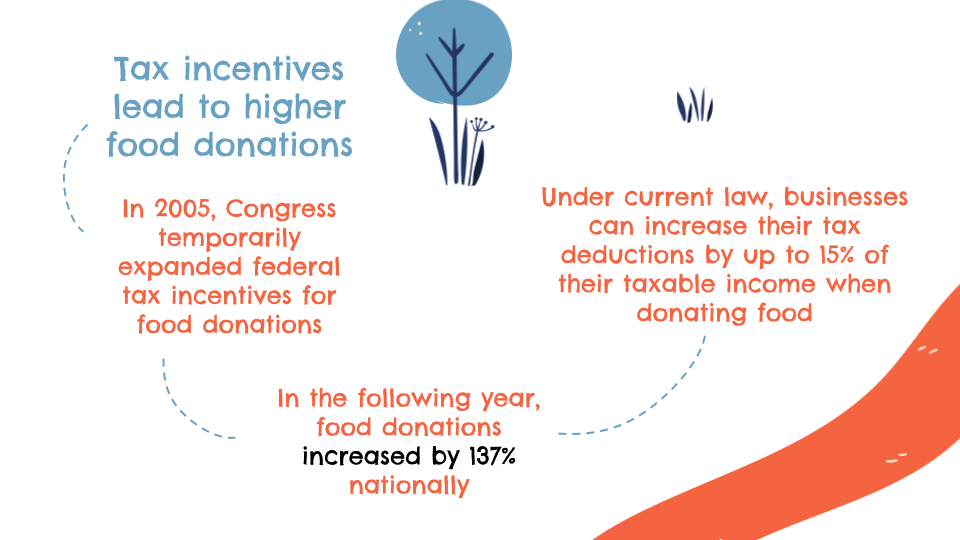 Tax incentives
lead to higher
food donations
In 2005, Congress
temporarily
expanded federal
tax incentives for
food donations
In the following year,
food donations
increased by 137%
nationally
Under current law, businesses
can increase their tax
deductions by up to 15% of
their taxable income when
donating food